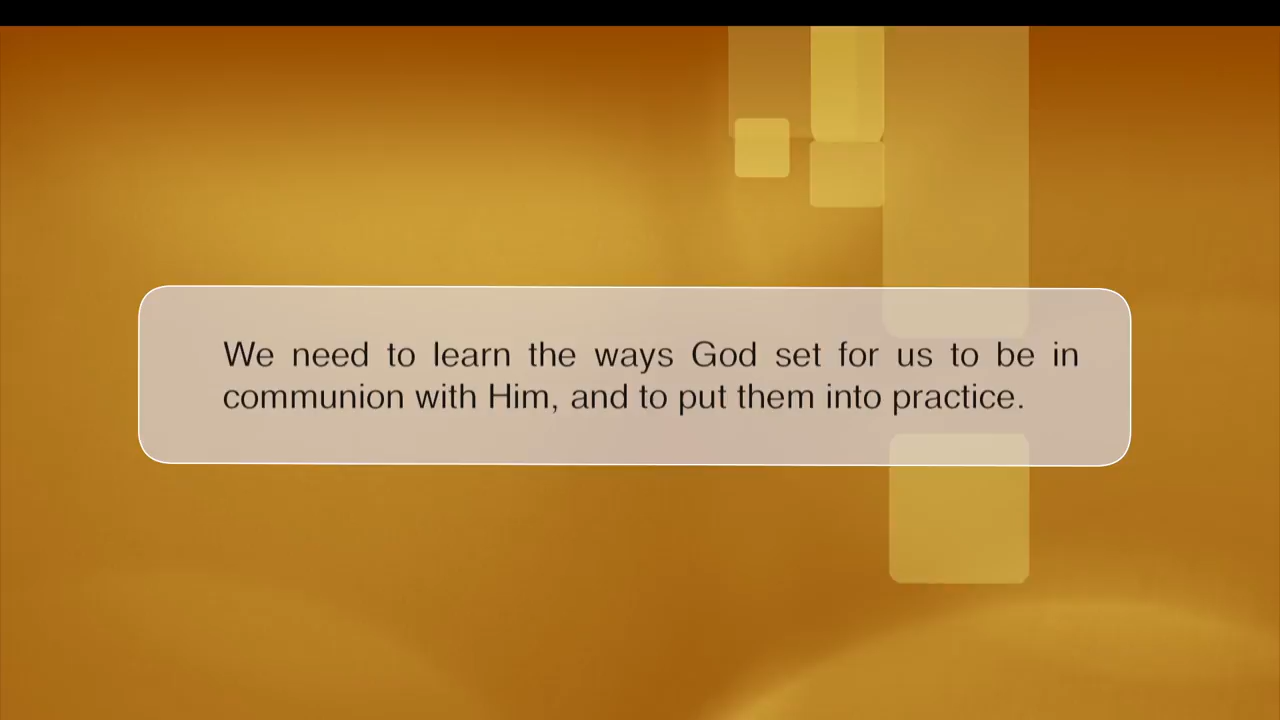 We need to learn the ways God set for us to be in
communion with Him, and to put them into practice.